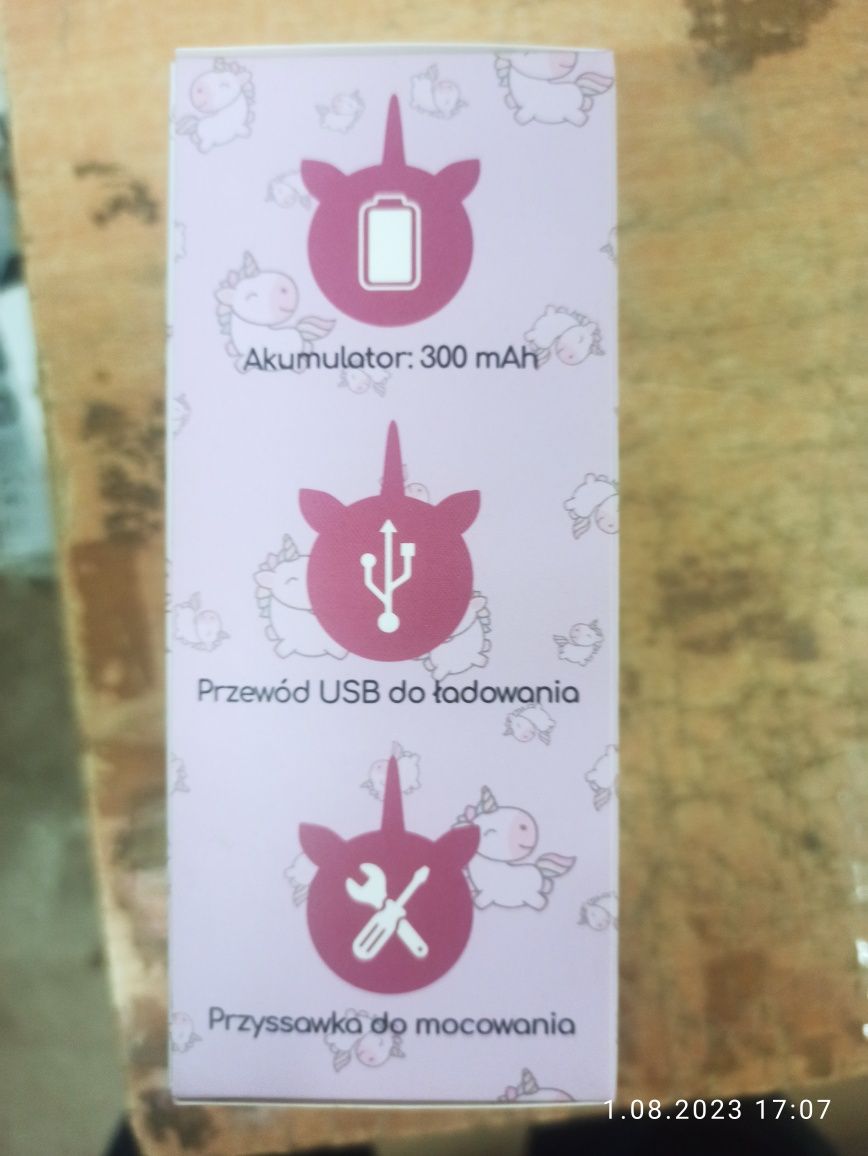 Akumulator: 300 mAh
Przewód USB do ładowania
Przyssawka do mocowania
1.08.2023 17:07